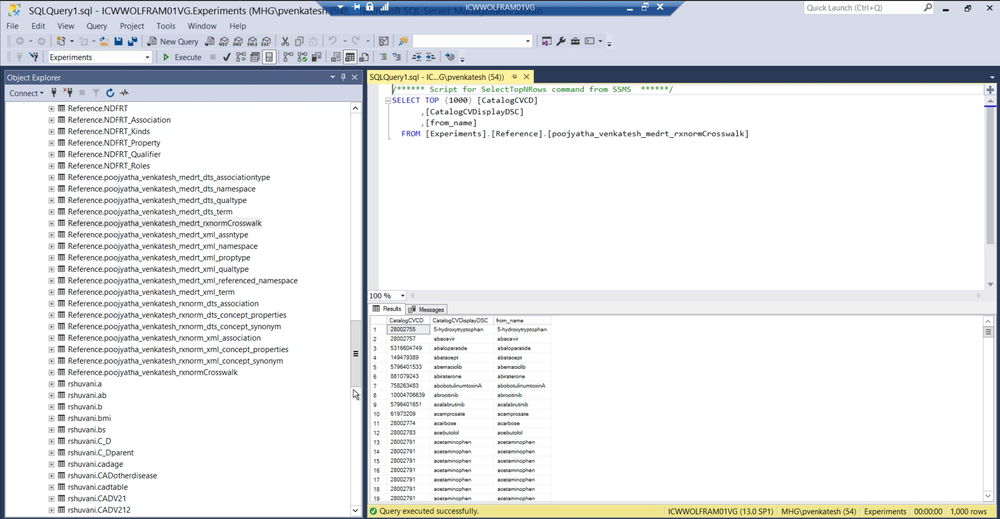 SQLQuery1.sql - ICWWOLFRAM01VG.Experiments (MHG\pvenkatesh (54)) - Microsoft SQL Server Management Studio
ICWWOLFRAM01VG
Quick Launch (Ctrl+Q)
File Edit View Query Project Tools Window Help
New Query MDX DMX XMLA DAX
Experiments Execute
Object Explorer
Connect
Reference.NDFRT
Reference.NDFRT_Association
Reference.NDFRT_Kinds
Reference.NDFRT_Property
Reference.NDFRT_Qualifier
Reference.NDFRT_Roles
Reference.poojyatha_venkatesh_medrt_dts_associationtype
Reference.poojyatha_venkatesh_medrt_dts_namespace
Reference.poojyatha_venkatesh_medrt_dts_qualtype
Reference.poojyatha_venkatesh_medrt_dts_term
Reference.poojyatha_venkatesh_medrt_rxnormCrosswalk
Reference.poojyatha_venkatesh_medrt_xml_assntype
Reference.poojyatha_venkatesh_medrt_xml_namespace
Reference.poojyatha_venkatesh_medrt_xml_proptype
Reference.poojyatha_venkatesh_medrt_xml_qualtype
Reference.poojyatha_venkatesh_medrt_xml_referenced_namespace
Reference.poojyatha_venkatesh_medrt_xml_term
Reference.poojyatha_venkatesh_rxnorm_dts_association
Reference.poojyatha_venkatesh_rxnorm_dts_concept_properties
Reference.poojyatha_venkatesh_rxnorm_dts_concept_synonym
Reference.poojyatha_venkatesh_rxnorm_xml_association
Reference.poojyatha_venkatesh_rxnorm_xml_concept_properties
Reference.poojyatha_venkatesh_rxnorm_xml_concept_synonym
Reference.poojyatha_venkatesh_rxnormCrosswalk
rshuvani.a
rshuvani.ab
rshuvani.b
rshuvani.bmi
rshuvani.bs
rshuvani.C_D
rshuvani.C_Dparent
rshuvani.cadage
rshuvani.CADotherdisease
rshuvani.cadtable
rshuvani.CADV21
rshuvani.CADV212
SQLQuery1.sql - IC...G\pvenkatesh (54))
/****** Script for SelectTopNRows command from SSMS  ******/
SELECT TOP (1000) [CatalogCVCD]
,[CatalogCVDisplayDSC]
,[from_name]
FROM [Experiments].[Reference].[poojyatha_venkatesh_medrt_rxnormCrosswalk]
100 %
Results Messages
CatalogCVCD CatalogCVDisplayDSC from_name
1 28002755 5-hydroxytryptophan 5-hydroxytryptophan
2 28002757 abacavir abacavir
3 5316604749 abaloparatide abaloparatide
4 149479389 abatacept abatacept
5 5796401533 abemaciclib abemaciclib
6 881079243 abiraterone abiraterone
7 758263483 abobotulinumtoxinA abobotulinumtoxinA
8 10004706639 abrocitinib abrocitinib
9 5796401651 acalabrutinib acalabrutinib
10 61973209 acamprosate acamprosate
11 28002774 acarbose acarbose
12 28002783 acebutolol acebutolol
13 28002791 acetaminophen acetaminophen
14 28002791 acetaminophen acetaminophen
15 28002791 acetaminophen acetaminophen
16 28002791 acetaminophen acetaminophen
17 28002791 acetaminophen acetaminophen
18 28002791 acetaminophen acetaminophen
19 28002791 acetaminophen acetaminophen
Query executed successfully. ICWWOLFRAM01VG (13.0 SP1) MHG\pvenkatesh (54) Experiments 00:00:00 1,000 rows